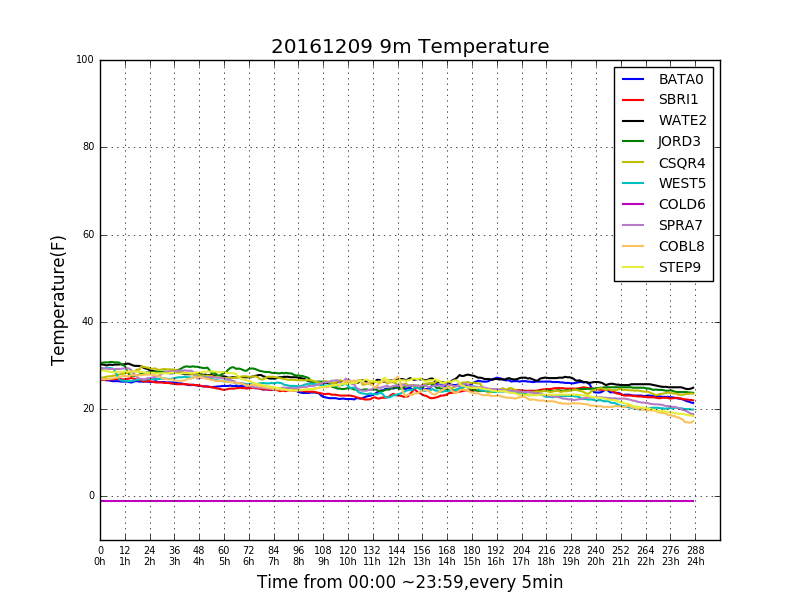 20161209 9m Temperature
100
80
60
40
20
0
Temperature(F)
BATA0
SBRI1
WATE2
JORD3
CSQR4
WEST5
COLD6
SPRA7
COBL8
STEP9
0 12 24 36 48 60 72 84 96 108 120 132 144 156 168 180 192 204 216 228 240 252 264 276 288
0h 1h 2h 3h 4h 5h 6h 7h 8h 9h 10h 11h 12h 13h 14h 15h 16h 17h 18h 19h 20h 21h 22h 23h 24h
Time from 00:00 ~23:59,every 5min